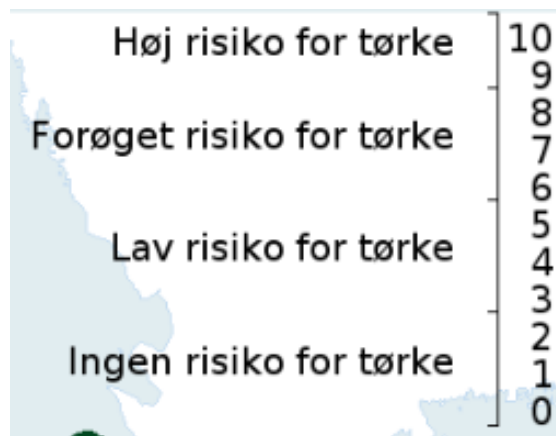 Høj risiko for tørke 10
9
8
Forøget risiko for tørke 7
6
5
Lav risiko for tørke 4
3
2
Ingen risiko for tørke 1
0